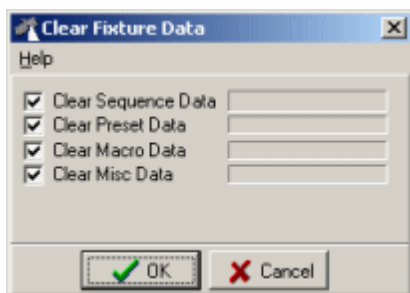 Clear Fixture Data
Help
Clear Sequence Data
Clear Preset Data
Clear Macro Data
Clear Misc Data
OK Cancel